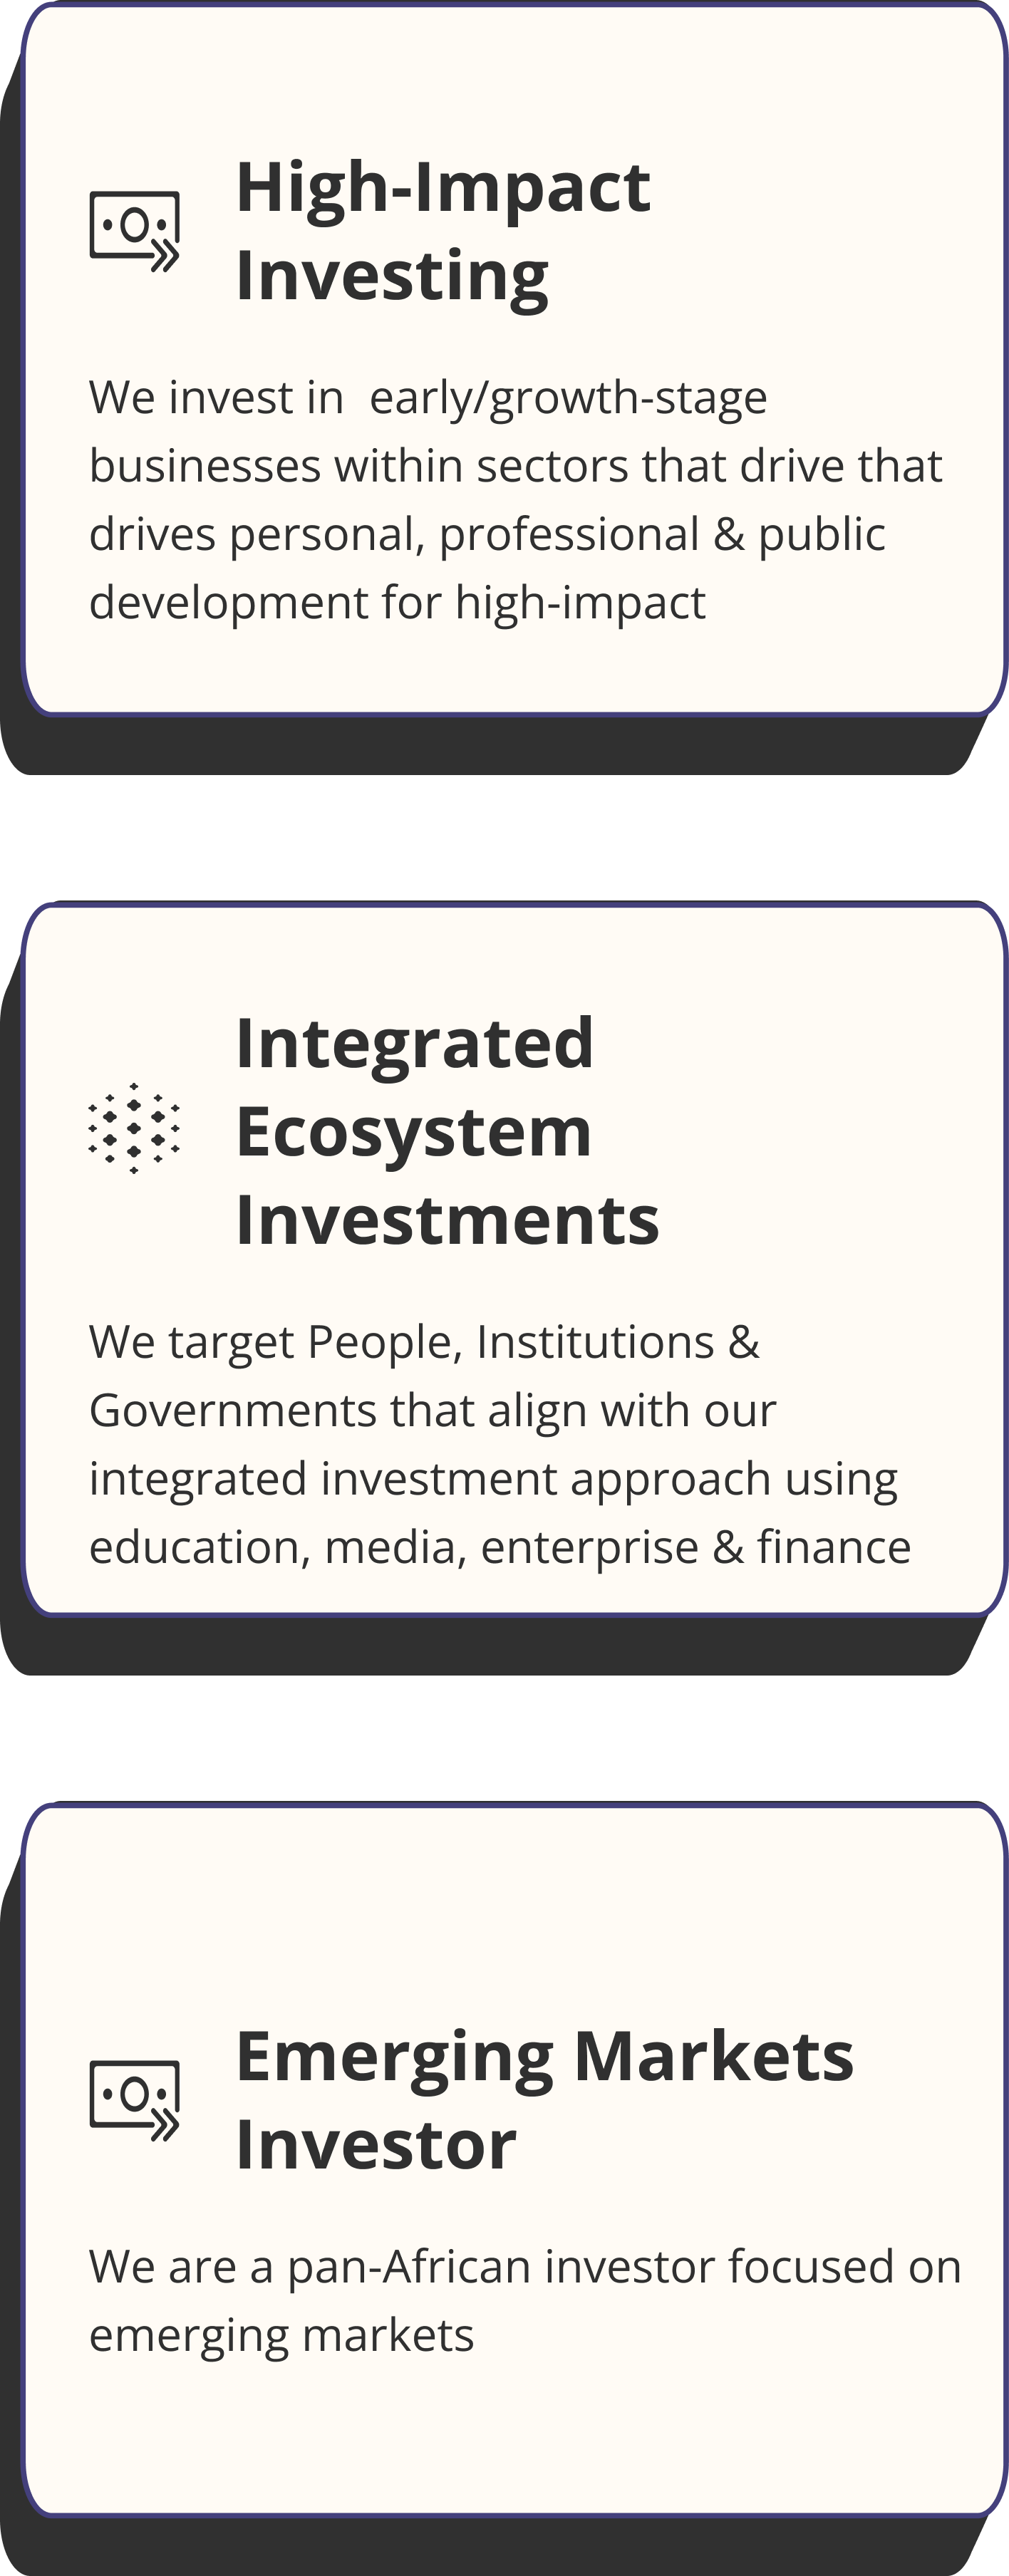 High-Impact
Investing
We invest in  early/growth-stage
businesses within sectors that drive that
drives personal, professional & public
development for high-impact
Integrated
Ecosystem
Investments
We target People, Institutions &
Governments that align with our
integrated investment approach using
education, media, enterprise & finance
Emerging Markets
Investor
We are a pan-African investor focused on
emerging markets